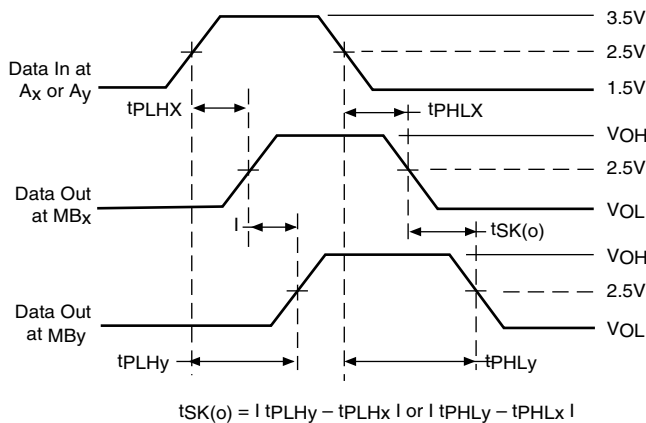 3.5V
Data In at
Ax or Ay
2.5V
1.5V
tPLHX
tPHLX
VOH
Data Out
at MBx
2.5V
VOL
I
tSK(o)
VOH
Data Out
at MBy
2.5V
VOL
tPLHy
tPHLy
tSK(o) = I tPLHy – tPLHx I or I tPHLy – tPHLx I